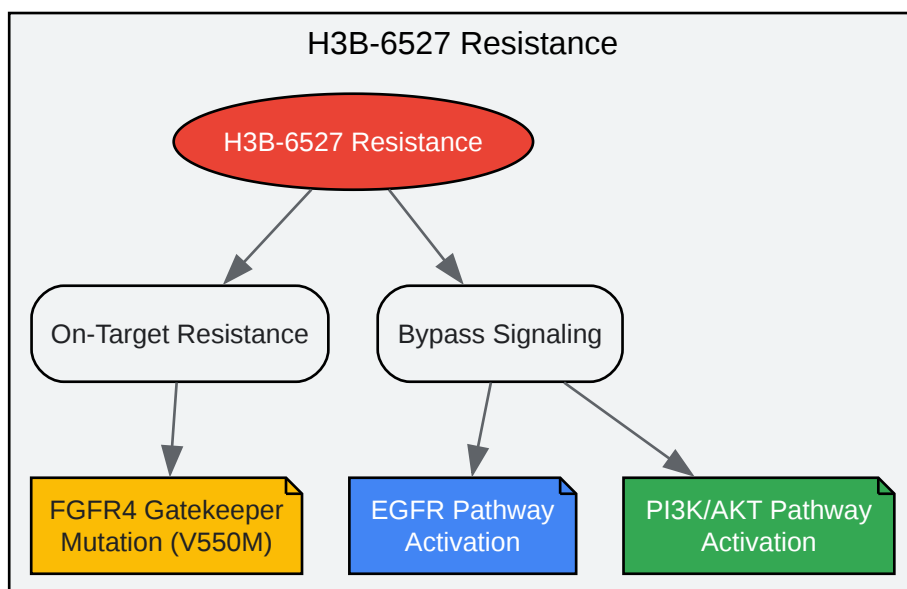 H3B-6527 Resistance
H3B-6527 Resistance
On-Target Resistance
Bypass Signaling
FGFR4 Gatekeeper
Mutation (V550M)
EGFR Pathway
Activation
PI3K/AKT Pathway
Activation